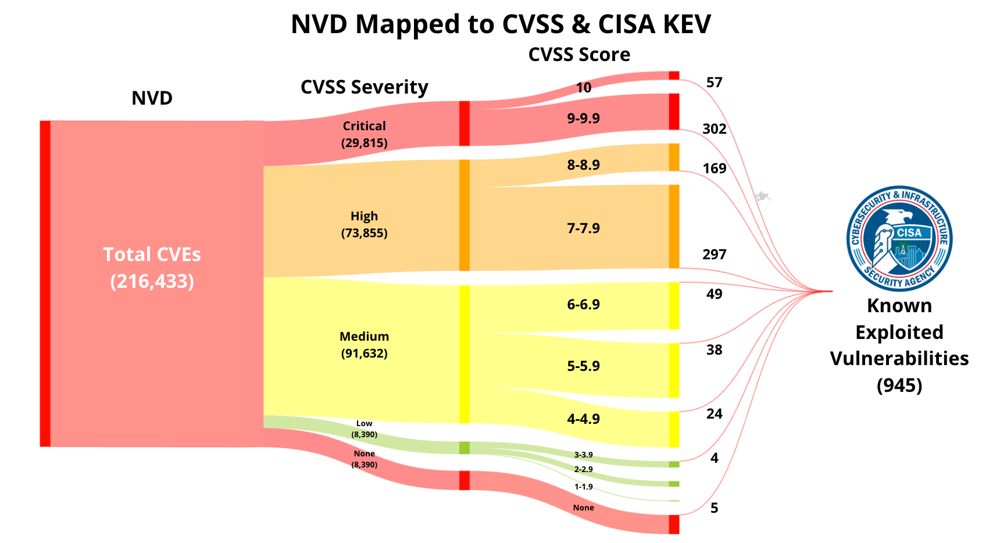 NVD Mapped to CVSS & CISA KEV
CVSS Score
CVSS Severity
NVD
10
57
9-9.9
302
Critical
(29,815)
8-8.9
169
High
(73,855)
7-7.9
297
Total CVEs
(216,433)
6-6.9
49
Medium
(91,632)
5-5.9
38
4-4.9
24
Low
(8,390)
None
(8,390)
3-3.9
4
2-2.9
1-1.9
None
5
CYBERSECURITY & INFRASTRUCTURE
CISA
SECURITY AGENCY
Known
Exploited
Vulnerabilities
(945)